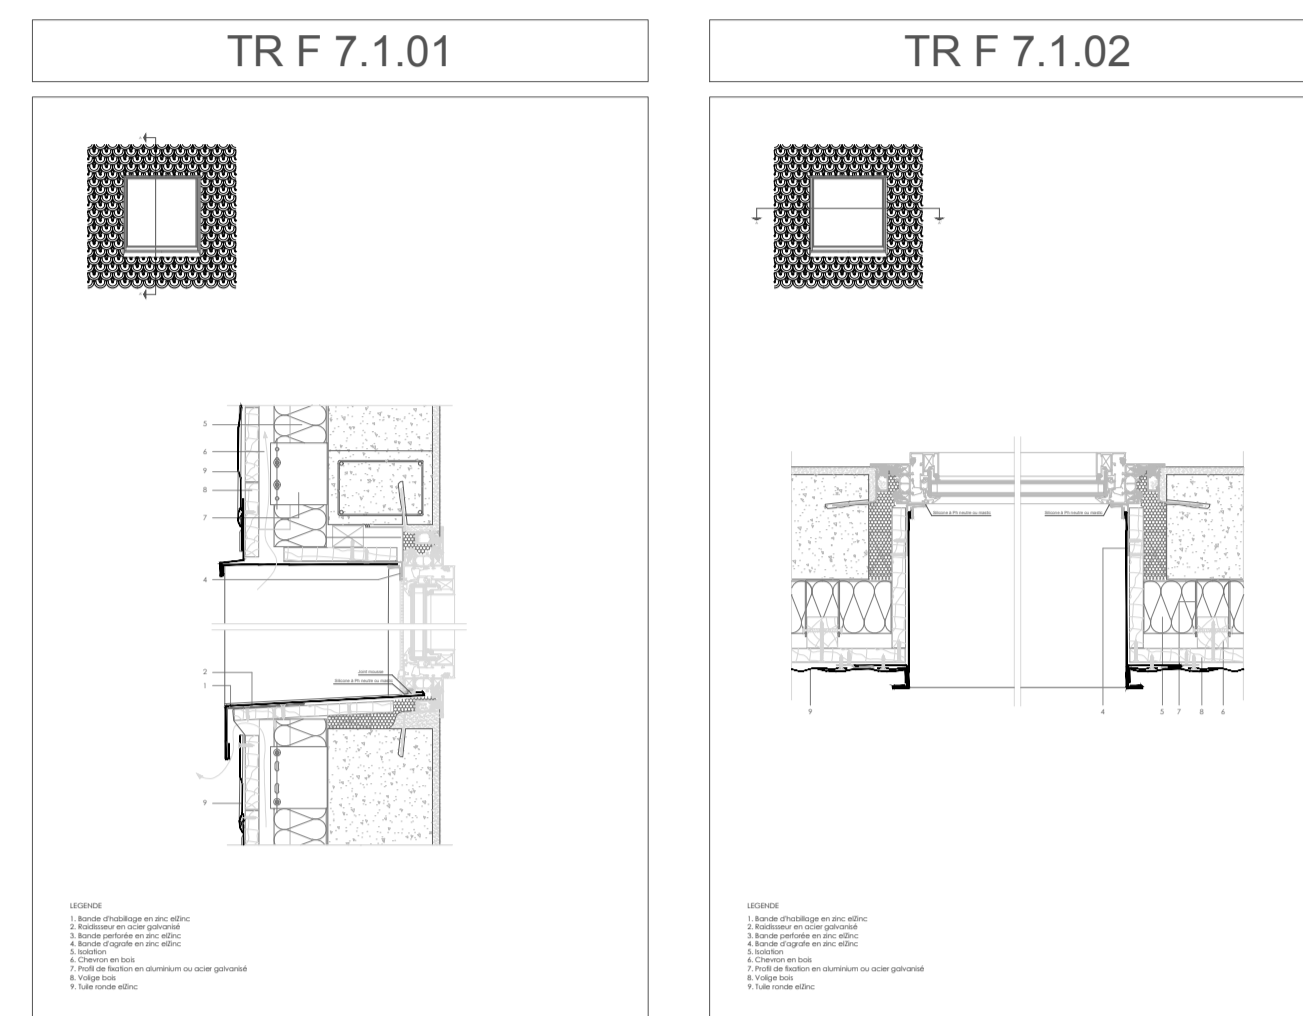 TR F 7.1.01
5
6
9
8
7
4
2
1
Joint mousse
Silicone à Ph neutre ou mastic
9
LEGENDE
1. Bande d'habillage en zinc elZinc
2. Raidisseur en acier galvanisé
3. Bande perforée en zinc elZinc
4. Bande d'agrafe en zinc elZinc
5. Isolation
6. Chevron en bois
7. Profil de fixation en aluminium ou acier galvanisé
8. Volige bois
9. Tuile ronde elZinc
TR F 7.1.02
Silicone à Ph neutre ou mastic
Silicone à Ph neutre ou mastic
9
4
5
7
8
6
LEGENDE
1. Bande d'habillage en zinc elZinc
2. Raidisseur en acier galvanisé
3. Bande perforée en zinc elZinc
4. Bande d'agrafe en zinc elZinc
5. Isolation
6. Chevron en bois
7. Profil de fixation en aluminium ou acier galvanisé
8. Volige bois
9. Tuile ronde elZinc